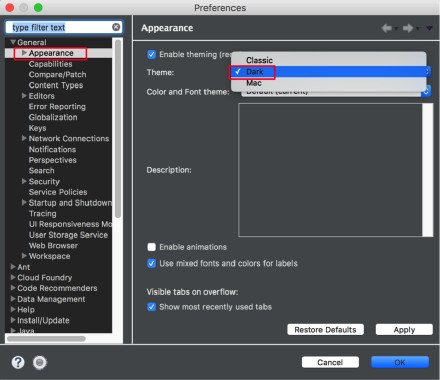 Preferences
type filter text
Appearance
General
Appearance
Capabilities
Compare/Patch
Content Types
Editors
Error Reporting
Globalization
Keys
Network Connections
Notifications
Perspectives
Search
Security
Service Policies
Startup and Shutdown
Tracing
UI Responsiveness Mo
User Storage Service
Web Browser
Workspace
Ant
Cloud Foundry
Code Recommenders
Data Management
Help
Install/Update
Java
Enable theming (re
Theme:
Classic
✓ Dark
Mac
Color and Font theme:
Default (current)
Description:
Enable animations
Use mixed fonts and colors for labels
Visible tabs on overflow:
Show most recently used tabs
Restore Defaults
Apply
?
Cancel
OK